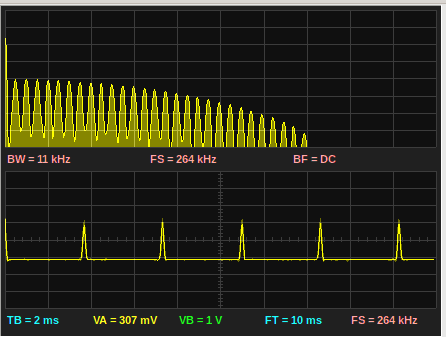 BW = 11 kHz FS = 264 kHz BF = DC
TB = 2 ms VA = 307 mV VB = 1 V FT = 10 ms FS = 264 kHz